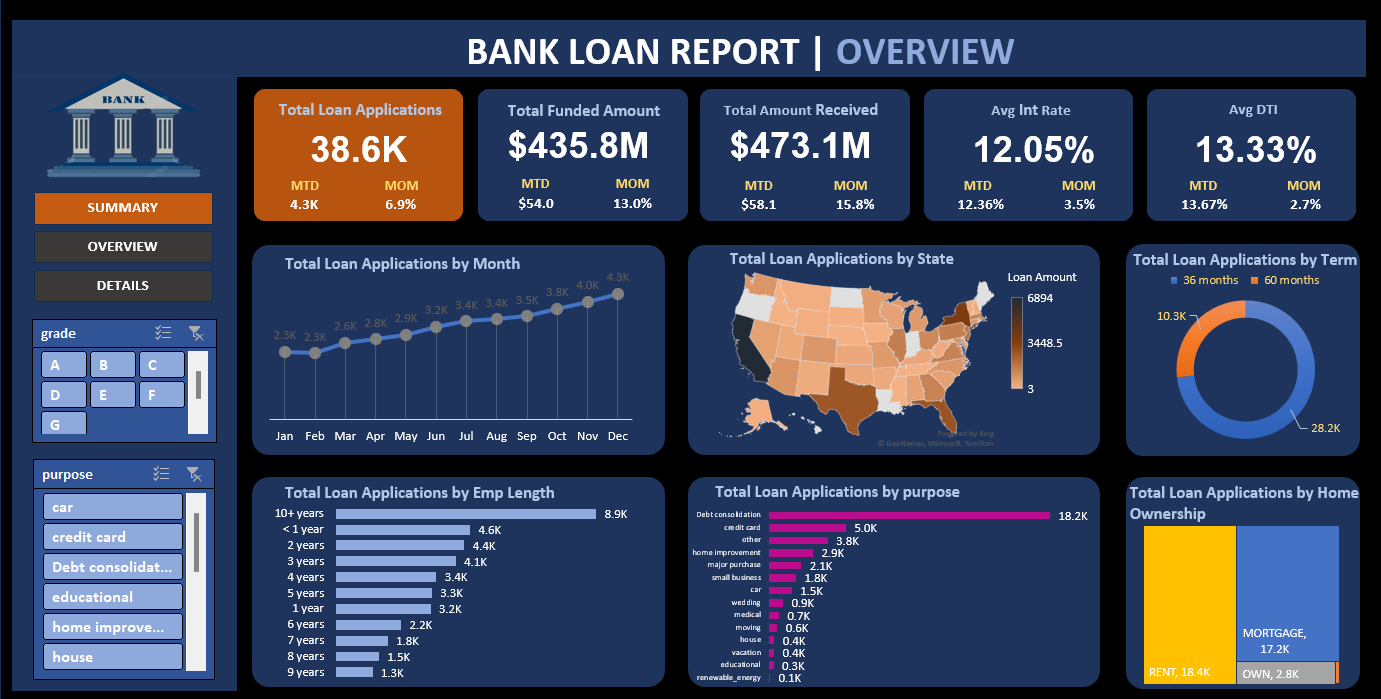 BANK LOAN REPORT | OVERVIEW
BANK
SUMMARY
OVERVIEW
DETAILS
grade
A B C
D E F
G
purpose
car
credit card
Debt consolidat...
educational
home improve...
house
Total Loan Applications
38.6K
MTD MOM
4.3K 6.9%
Total Funded Amount
$435.8M
MTD MOM
$54.0 13.0%
Total Amount Received
$473.1M
MTD MOM
$58.1 15.8%
Avg Int Rate
12.05%
MTD MOM
12.36% 3.5%
Avg DTI
13.33%
MTD MOM
13.67% 2.7%
Total Loan Applications by Month
2.3K 2.3K 2.6K 2.8K 2.9K 3.2K 3.4K 3.4K 3.5K 3.8K 4.0K 4.3K
Jan Feb Mar Apr May Jun Jul Aug Sep Oct Nov Dec
Total Loan Applications by State
Loan Amount
6894
3448.5
3
Powered by Bing
© GeoNames, Microsoft, TomTom
Total Loan Applications by Term
36 months 60 months
10.3K
28.2K
Total Loan Applications by Emp Length
10+ years 8.9K
< 1 year 4.6K
2 years 4.4K
3 years 4.1K
4 years 3.4K
5 years 3.3K
1 year 3.2K
6 years 2.2K
7 years 1.8K
8 years 1.5K
9 years 1.3K
Total Loan Applications by purpose
Debt consolidation 18.2K
credit card 5.0K
other 3.8K
home improvement 2.9K
major purchase 2.1K
small business 1.8K
car 1.5K
wedding 0.9K
medical 0.7K
moving 0.6K
house 0.4K
vacation 0.4K
educational 0.3K
renewable_energy 0.1K
Total Loan Applications by Home
Ownership
MORTGAGE,
17.2K
RENT, 18.4K
OWN, 2.8K